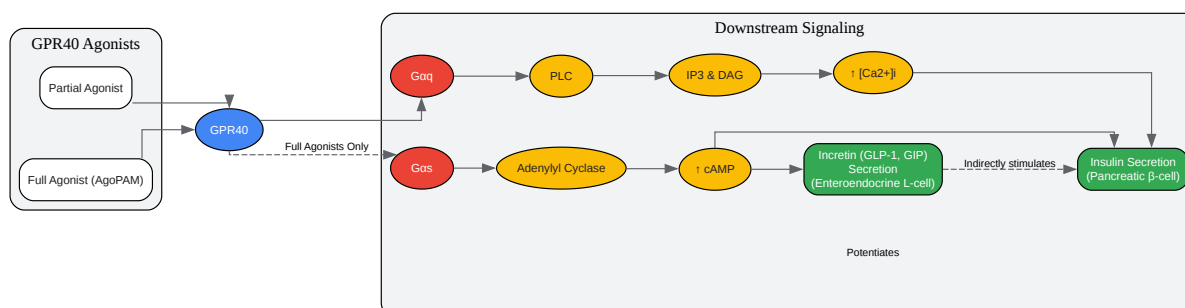 GPR40 Agonists
Partial Agonist
Full Agonist (AgoPAM)
GPR40
Full Agonists Only
Downstream Signaling
Gαq
PLC
IP3 & DAG
↑ [Ca2+]i
Gαs
Adenylyl Cyclase
↑ cAMP
Incretin (GLP-1, GIP)
Secretion
(Enteroendocrine L-cell)
Indirectly stimulates
Insulin Secretion
(Pancreatic β-cell)
Potentiates